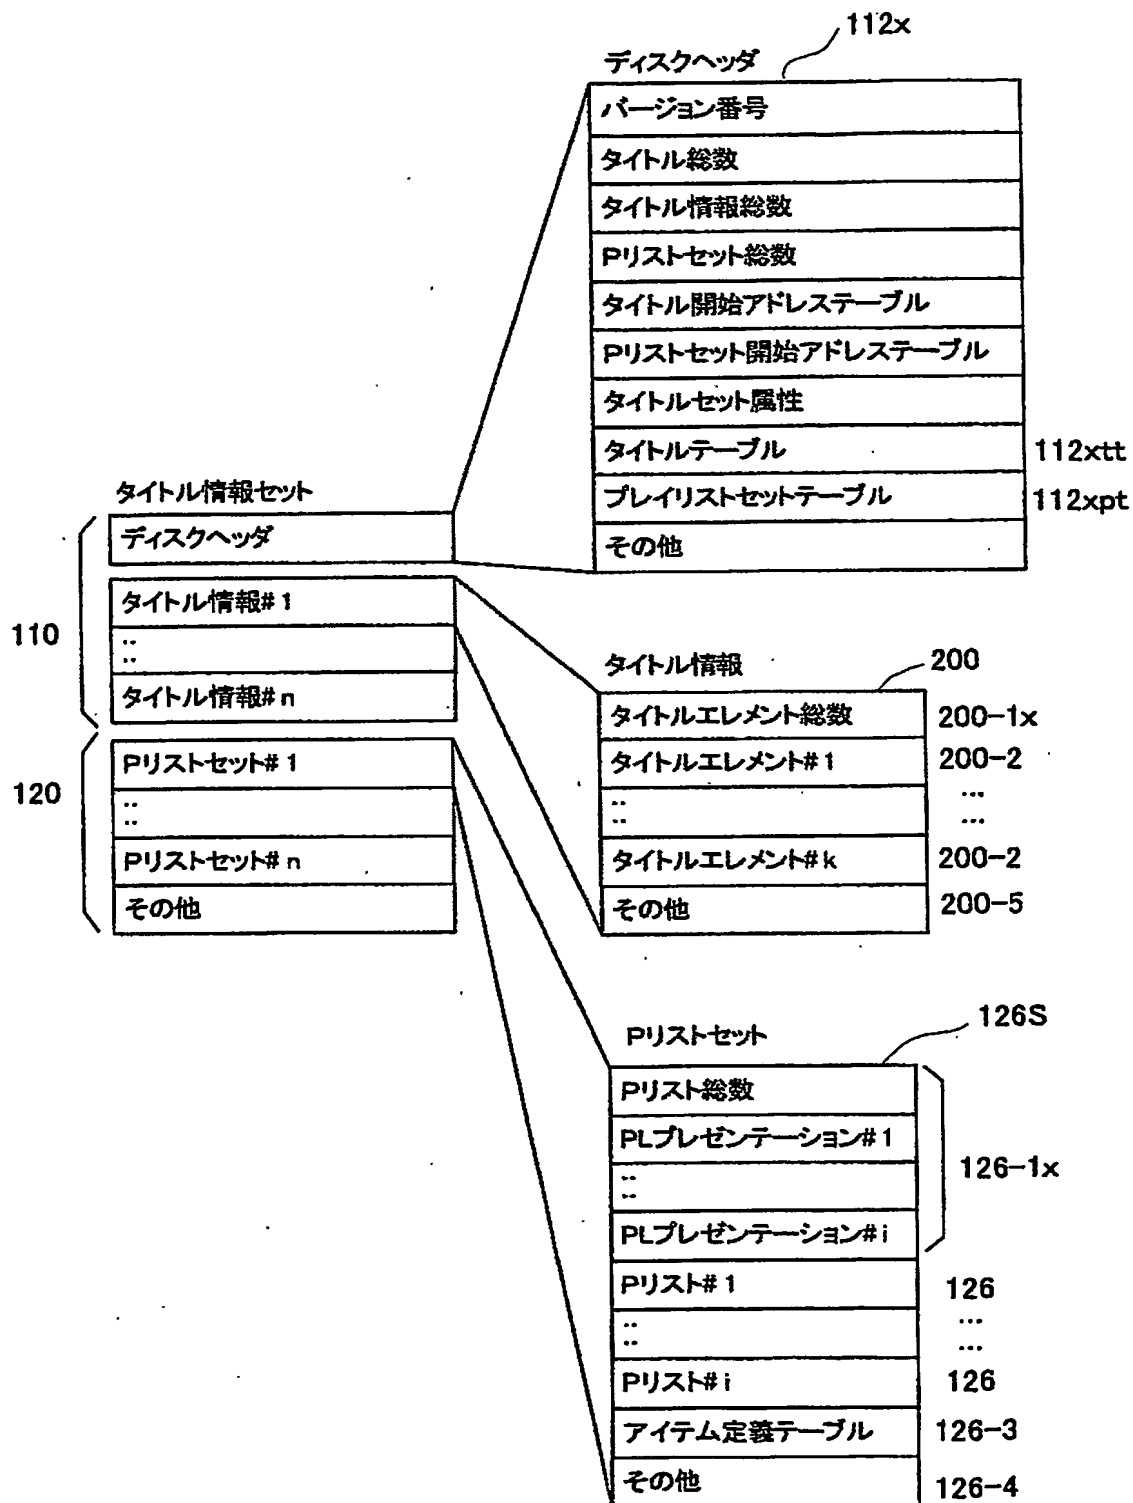 112x
ディスクヘッダ
バージョン番号
タイトル総数
タイトル情報総数
Pリストセット総数
タイトル開始アドレステーブル
Pリストセット開始アドレステーブル
タイトルセット属性
タイトルテーブル 112xtt
プレイリストセットテーブル 112xpt
その他
タイトル情報セット
ディスクヘッダ
タイトル情報#1
:
:
タイトル情報#n
110
Pリストセット#1
:
:
Pリストセット#n
その他
120
タイトル情報
200
タイトルエレメント総数 200-1x
タイトルエレメント#1 200-2
: ...
: ...
タイトルエレメント#k 200-2
その他 200-5
Pリストセット
126S
Pリスト総数
PLプレゼンテーション#1
:
:
PLプレゼンテーション#i
126-1x
Pリスト#1 126
: ...
: ...
Pリスト#i 126
アイテム定義テーブル 126-3
その他 126-4